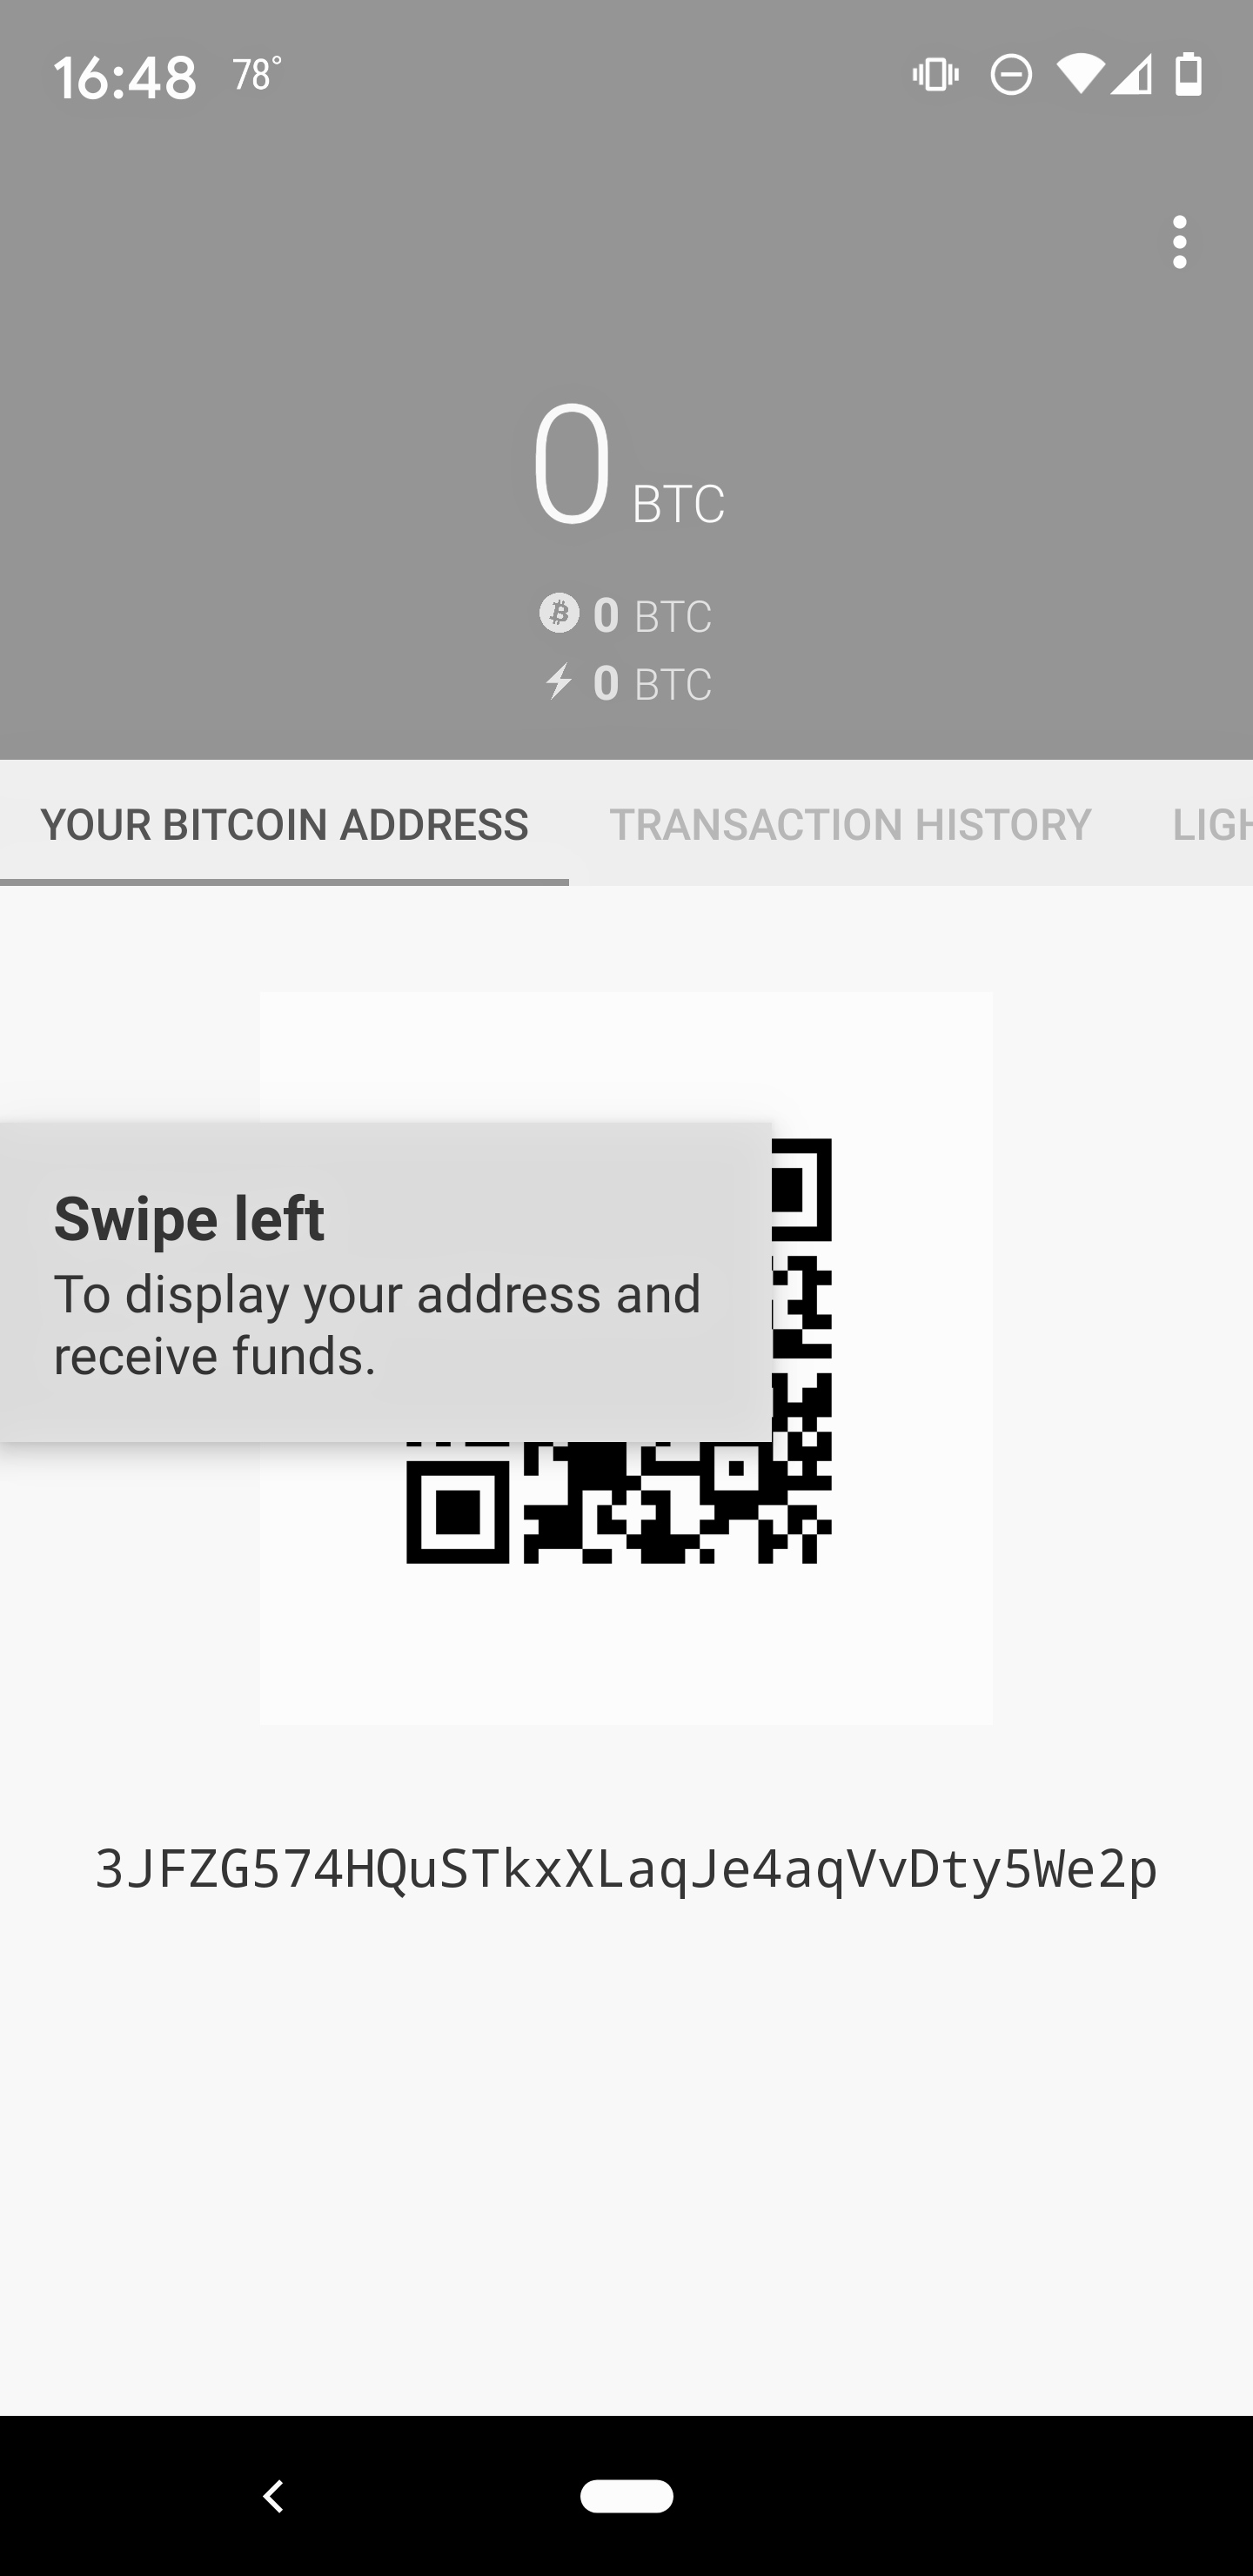 16:48 78°
0 BTC
0 BTC
0 BTC
YOUR BITCOIN ADDRESS TRANSACTION HISTORY LIGH
Swipe left
To display your address and
receive funds.
3JFZG574HQuSTkxXLaqJe4aqVvDty5We2p